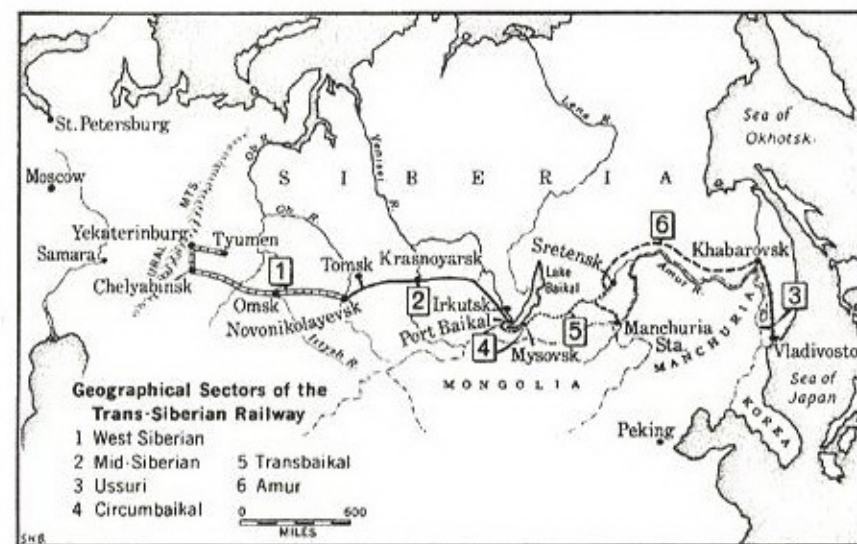 Sea of
Okhotsk
St. Petersburg
Ob R.
Lena R.
Yenisei R.
Moscow
S I B E R I A
URAL MTS.
Ob R.
6
Yekaterinburg
Tyumen
Sretensk
Khabarovsk
Samara
Tomsk
Krasnoyarsk
Lake
Baikal
Amur R.
1
Chelyabinsk
2
3
Omsk
Irkutsk
Novonikolayevsk
Port Baikal
5
Manchuria
Sta.
MANCHURIA
4
Mysovsk
Vladivosto
Irtysh R.
MONGOLIA
Sea of
Japan
Geographical Sectors of the
Trans-Siberian Railway
KOREA
1 West Siberian
Peking
2 Mid-Siberian
5 Transbaikal
3 Ussuri
6 Amur
4 Circumbaikal
0 600
MILES